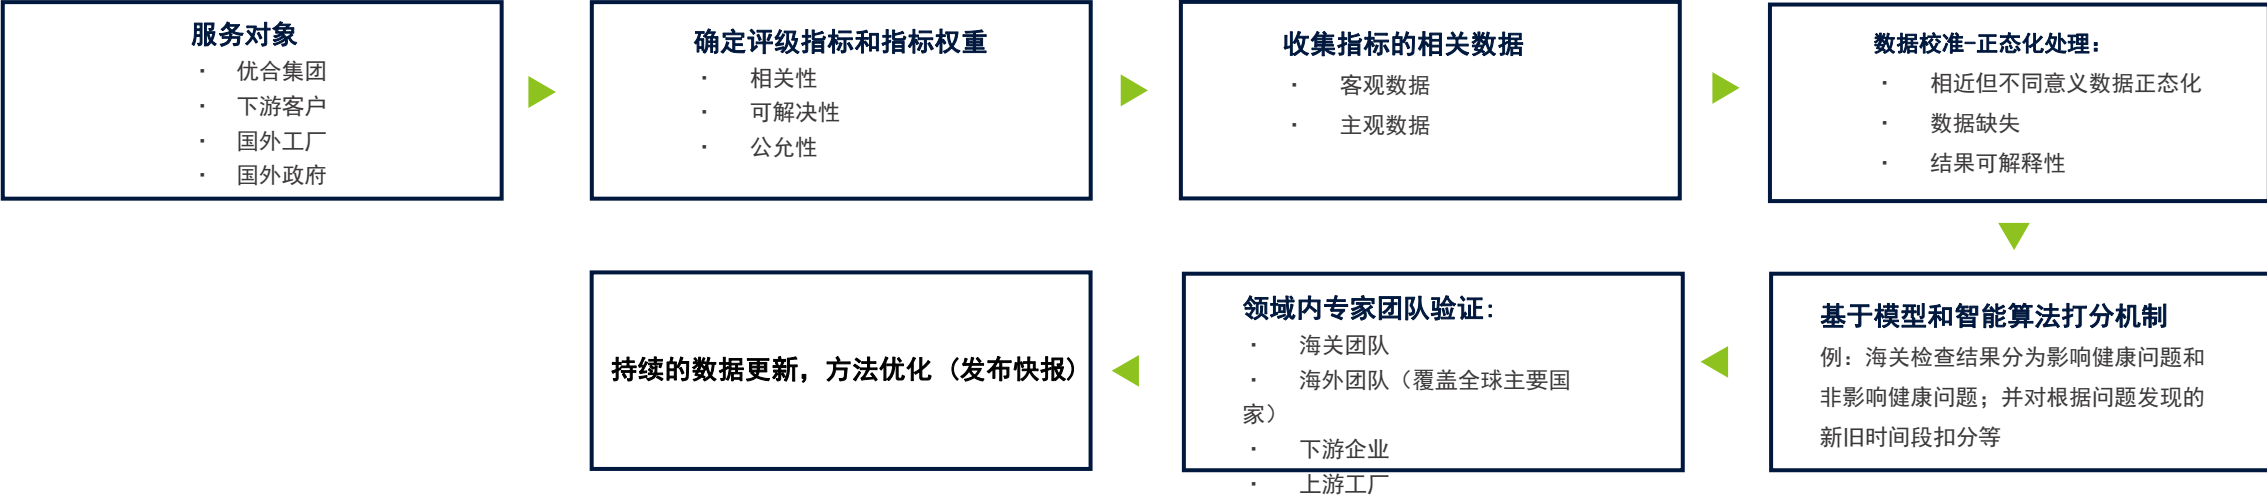 服务对象
· 优合集团
· 下游客户
· 国外工厂
· 国外政府
确定评级指标和指标权重
· 相关性
· 可解决性
· 公允性
收集指标的相关数据
· 客观数据
· 主观数据
数据校准-正态化处理：
· 相近但不同意义数据正态化
· 数据缺失
· 结果可解释性
基于模型和智能算法打分机制
例：海关检查结果分为影响健康问题和
非影响健康问题；并对根据问题发现的
新旧时间段扣分等
领域内专家团队验证：
· 海关团队
· 海外团队（覆盖全球主要国
家）
· 下游企业
· 上游工厂
持续的数据更新，方法优化（发布快报）